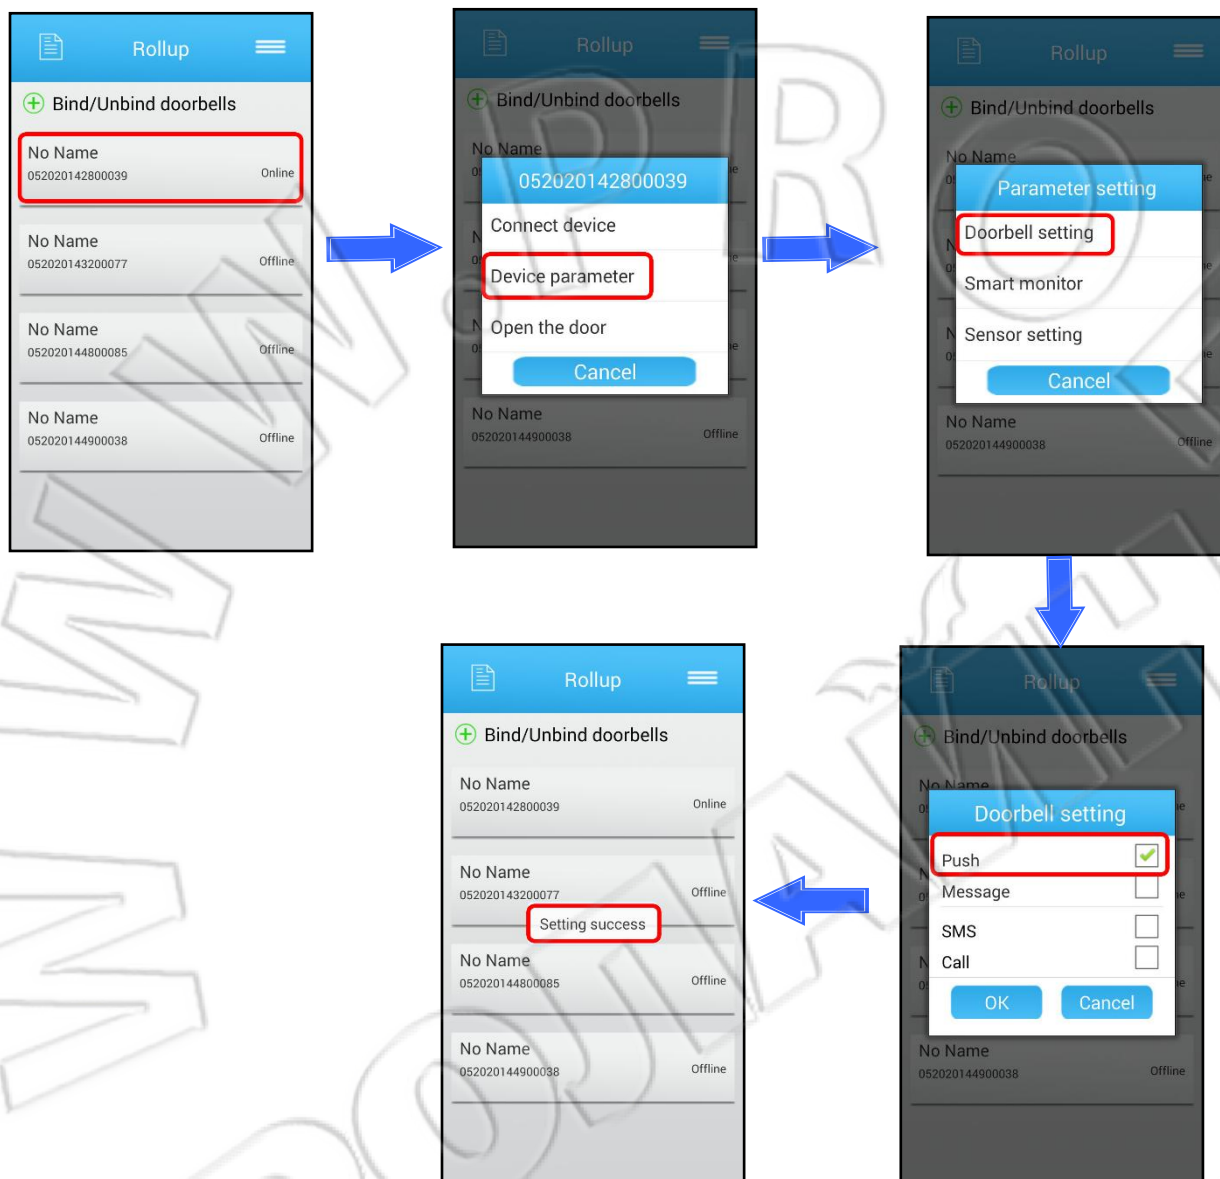 Rollup
Bind/Unbind doorbells
No Name
052020142800039 Online
No Name
052020143200077 Offline
No Name
052020144800085 Offline
No Name
052020144900038 Offline
Rollup
Bind/Unbind doorbells
No Name
052020142800039
Connect device
Device parameter
Open the door
Cancel
No Name
052020144900038 Offline
Rollup
Bind/Unbind doorbells
No Name
Parameter setting
Doorbell setting
Smart monitor
Sensor setting
Cancel
No Name
052020144900038 Offline
Rollup
Bind/Unbind doorbells
No Name
052020142800039 Online
No Name
052020143200077 Offline
Setting success
No Name
052020144800085 Offline
No Name
052020144900038 Offline
Rollup
Bind/Unbind doorbells
No Name
Doorbell setting
Push
Message
SMS
Call
OK Cancel
No Name
052020144900038 Offline